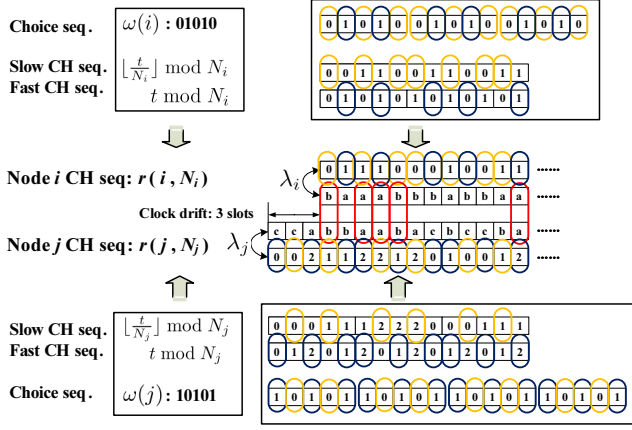 Choice seq. ω(i) : 01010
0 1 0 1 0 0 1 0 1 0 0 1 0 1 0
Slow CH seq. ⌊t/N_i⌋ mod N_i
0 0 1 1 0 0 1 1 0 0 1 1
Fast CH seq. t mod N_i
0 1 0 1 0 1 0 1 0 1 0 1
Node i CH seq: r( i , N_i )
0 1 1 1 0 0 0 1 0 0 1 1 ······
λ_i
b a a a b b b a b b a a ······
Clock drift: 3 slots
c c a b b a a b a c b c c b a ······
Node j CH seq: r( j , N_j )
λ_j
0 0 2 1 1 2 2 1 2 0 1 0 0 1 2 ······
Slow CH seq. ⌊t/N_j⌋ mod N_j
0 0 0 1 1 1 2 2 2 0 0 0 1 1 1
Fast CH seq. t mod N_j
0 1 2 0 1 2 0 1 2 0 1 2 0 1 2
Choice seq. ω(j) : 10101
1 0 1 0 1 1 0 1 0 1 1 0 1 0 1 1 0 1 0 1